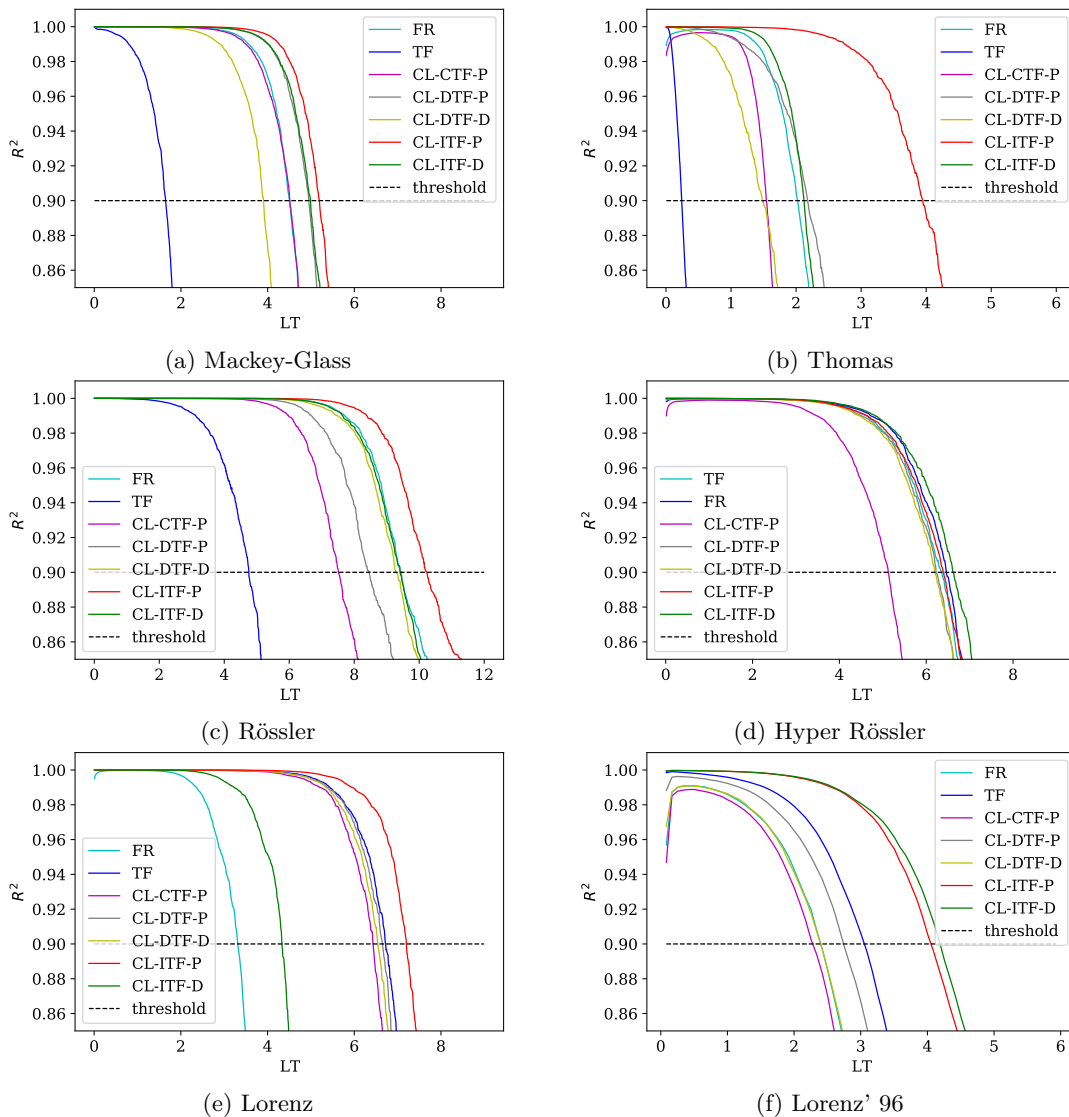 1.00
0.98
0.96
0.94
0.92
0.90
0.88
0.86
R²
0 2 4 6 8
LT
FR
TF
CL-CTF-P
CL-DTF-P
CL-DTF-D
CL-ITF-P
CL-ITF-D
threshold
(a) Mackey-Glass
1.00
0.98
0.96
0.94
0.92
0.90
0.88
0.86
R²
0 1 2 3 4 5 6
LT
FR
TF
CL-CTF-P
CL-DTF-P
CL-DTF-D
CL-ITF-P
CL-ITF-D
threshold
(b) Thomas
1.00
0.98
0.96
0.94
0.92
0.90
0.88
0.86
R²
0 2 4 6 8 10 12
LT
FR
TF
CL-CTF-P
CL-DTF-P
CL-DTF-D
CL-ITF-P
CL-ITF-D
threshold
(c) Rössler
1.00
0.98
0.96
0.94
0.92
0.90
0.88
0.86
R²
0 2 4 6 8
LT
TF
FR
CL-CTF-P
CL-DTF-P
CL-DTF-D
CL-ITF-P
CL-ITF-D
threshold
(d) Hyper Rössler
1.00
0.98
0.96
0.94
0.92
0.90
0.88
0.86
R²
0 2 4 6 8
LT
FR
TF
CL-CTF-P
CL-DTF-P
CL-DTF-D
CL-ITF-P
CL-ITF-D
threshold
(e) Lorenz
1.00
0.98
0.96
0.94
0.92
0.90
0.88
0.86
R²
0 1 2 3 4 5 6
LT
FR
TF
CL-CTF-P
CL-DTF-P
CL-DTF-D
CL-ITF-P
CL-ITF-D
threshold
(f) Lorenz' 96